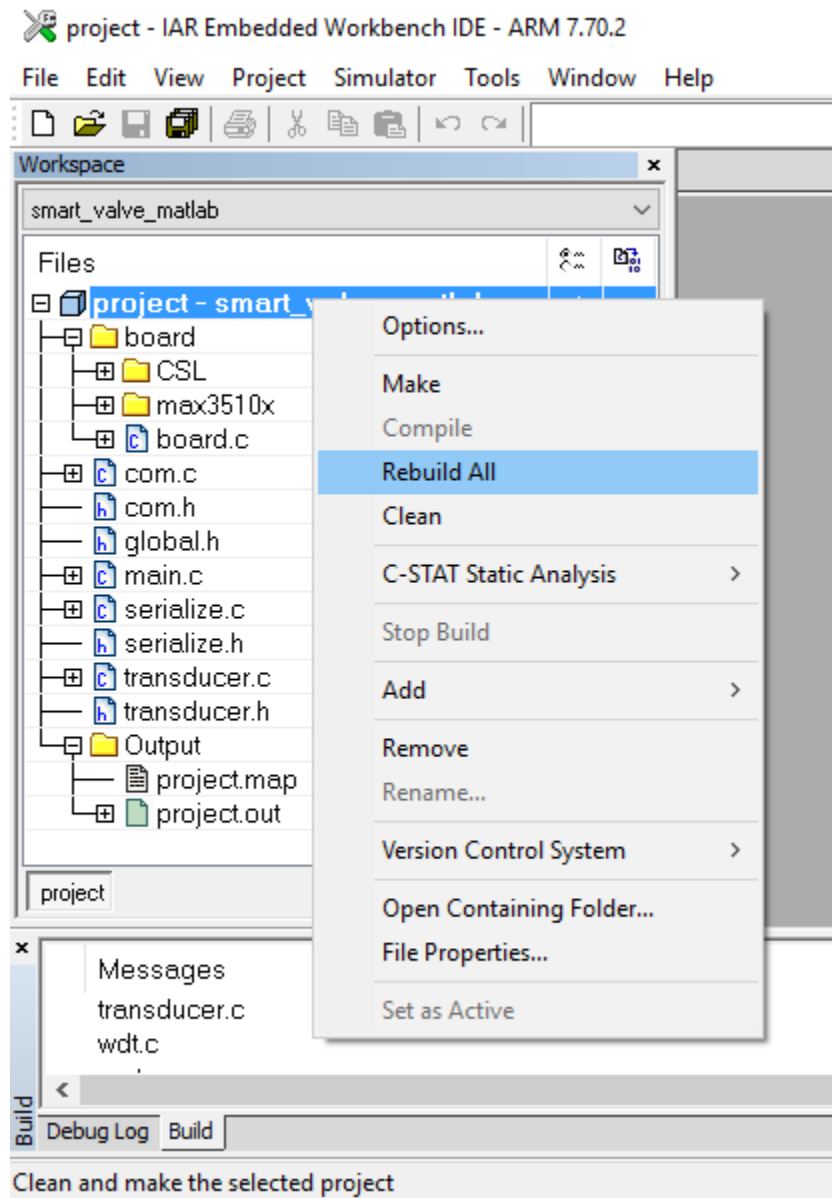 project - IAR Embedded Workbench IDE - ARM 7.70.2
File Edit View Project Simulator Tools Window Help
Workspace
smart_valve_matlab
Files
project - smart_v
board
CSL
max3510x
board.c
com.c
com.h
global.h
main.c
serialize.c
serialize.h
transducer.c
transducer.h
Output
project.map
project.out
project
Options...
Make
Compile
Rebuild All
Clean
C-STAT Static Analysis
Stop Build
Add
Remove
Rename...
Version Control System
Open Containing Folder...
File Properties...
Set as Active
Messages
transducer.c
wdt.c
Build
Debug Log Build
Clean and make the selected project